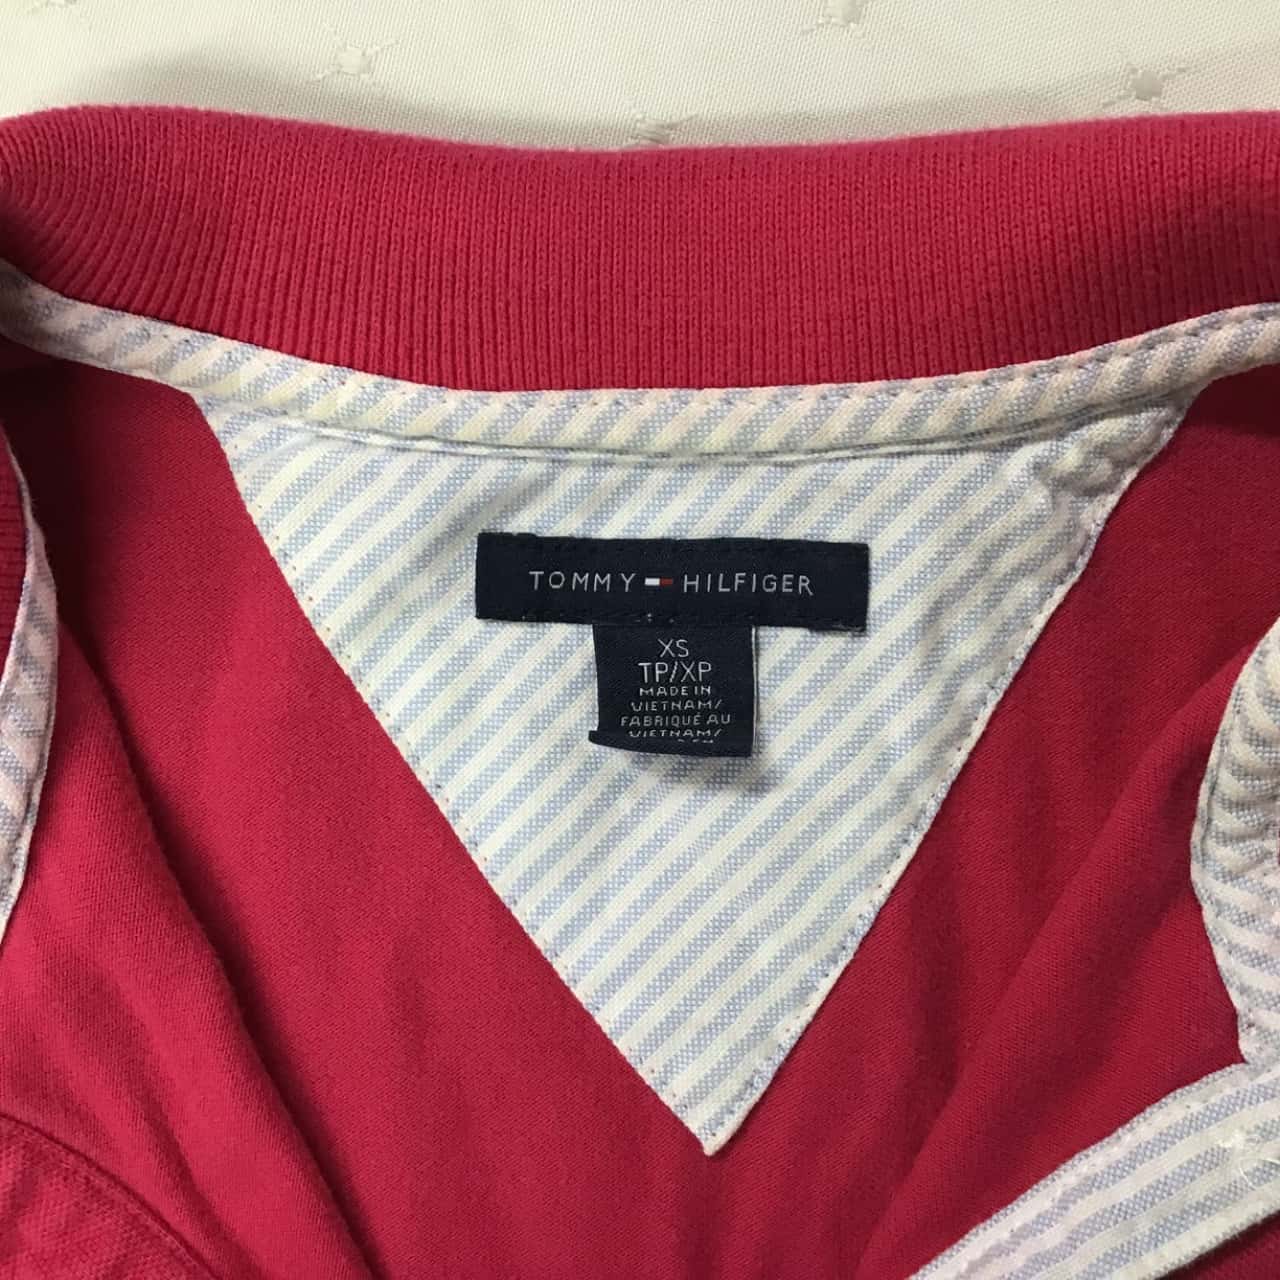 TOMMY HILFIGER
XS
TP/XP
MADE IN
VIETNAM/
FABRIQUÉ AU
VIETNAM/